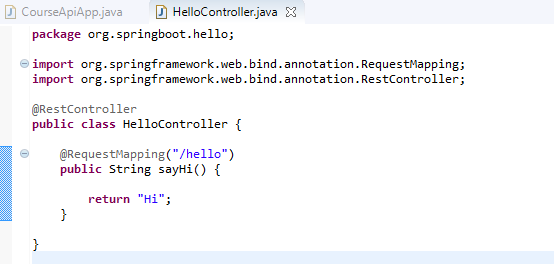 CourseApiApp.java HelloController.java
package org.springboot.hello;
import org.springframework.web.bind.annotation.RequestMapping;
import org.springframework.web.bind.annotation.RestController;
@RestController
public class HelloController {
@RequestMapping("/hello")
public String sayHi() {
return "Hi";
}
}